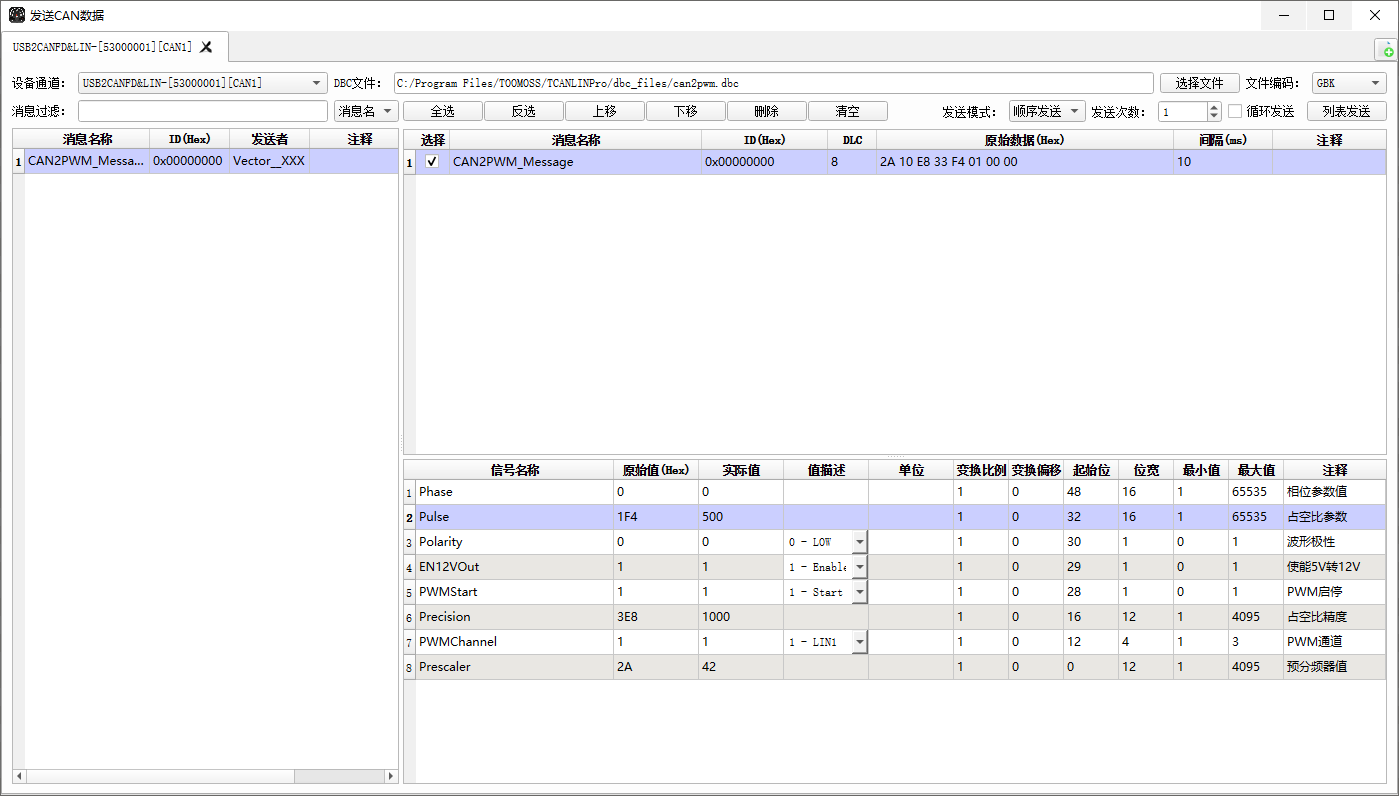 发送CAN数据
USB2CANFD&LIN-[53000001][CAN1]
设备通道： USB2CANFD&LIN-[53000001][CAN1] DBC文件： C:/Program Files/TOOMOSS/TCANLINPro/dbc_files/can2pwm.dbc 选择文件 文件编码： GBK
消息过滤： 消息名 全选 反选 上移 下移 删除 清空 发送模式： 顺序发送 发送次数： 1 循环发送 列表发送
消息名称 ID(Hex) 发送者 注释
1 CAN2PWM_Messa... 0x00000000 Vector__XXX
选择 消息名称 ID(Hex) DLC 原始数据(Hex) 间隔(ms) 注释
1 CAN2PWM_Message 0x00000000 8 2A 10 E8 33 F4 01 00 00 10
信号名称 原始值(Hex) 实际值 值描述 单位 变换比例 变换偏移 起始位 位宽 最小值 最大值 注释
1 Phase 0 0 1 0 48 16 1 65535 相位参数值
2 Pulse 1F4 500 1 0 32 16 1 65535 占空比参数
3 Polarity 0 0 0 - LOW 1 0 30 1 0 1 波形极性
4 EN12VOut 1 1 1 - Enable 1 0 29 1 0 1 使能5V转12V
5 PWMStart 1 1 1 - Start 1 0 28 1 0 1 PWM启停
6 Precision 3E8 1000 1 0 16 12 1 4095 占空比精度
7 PWMChannel 1 1 1 - LIN1 1 0 12 4 1 3 PWM通道
8 Prescaler 2A 42 1 0 0 12 1 4095 预分频器值